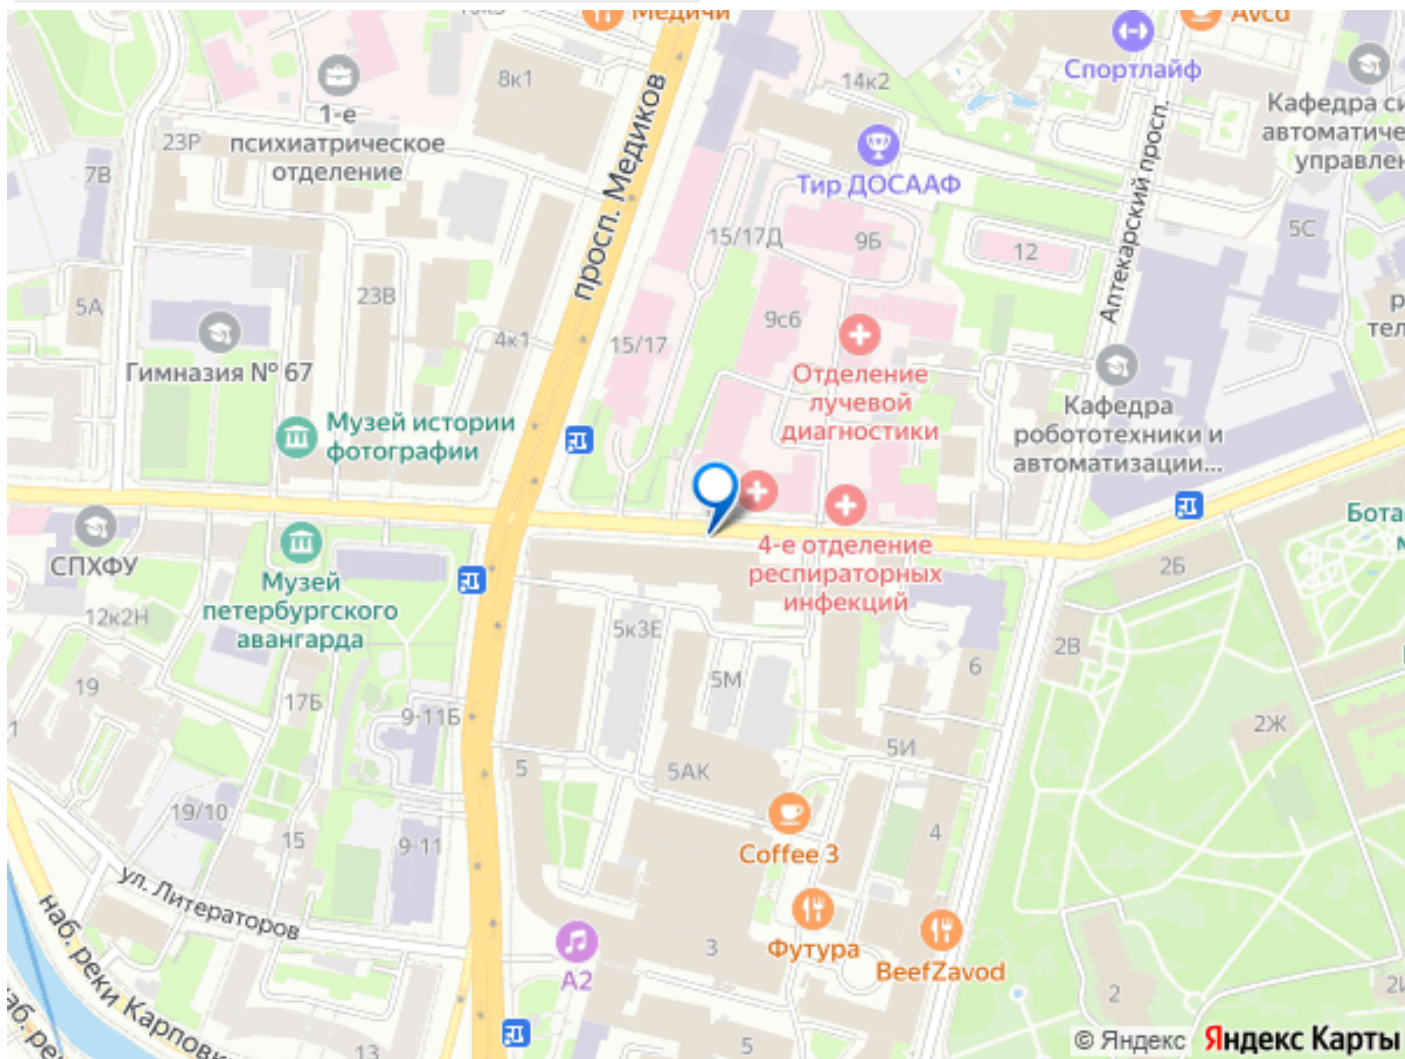 Медичи
Avcd
Спортлайф
8к1
14к2
1-е
психиатрическое
отделение
23Р
7В
просп. Медиков
Тир ДОСААФ
Аптекарский просп.
15/17Д
9Б
12
5С
5А
23В
Гимназия № 67
4к1
15/17
9с6
Отделение
лучевой
диагностики
Кафедра
робототехники и
автоматизации...
Музей истории
фотографии
СПХФУ
Музей
петербургского
авангарда
4-е отделение
респираторных
инфекций
2Б
12к2Н
5к3Е
5М
6
2В
19
17Б
9-11Б
5И
2Ж
5
5АК
19/10
15
9-11
4
Coffee 3
ул. Литераторов
наб. реки Карповки
3
Футура
BeefZavod
А2
2
13
5
© Яндекс Яндекс Карты